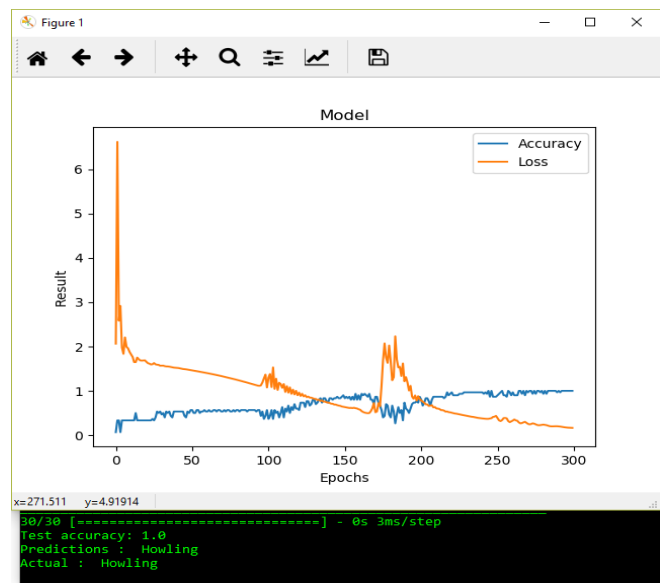 Figure 1
Model
Accuracy
Loss
6
5
4
3
2
1
0
Result
0 50 100 150 200 250 300
Epochs
x=271.511 y=4.91914
30/30 [==============================] - 0s 3ms/step
Test accuracy: 1.0
Predictions :  Howling
Actual :  Howling